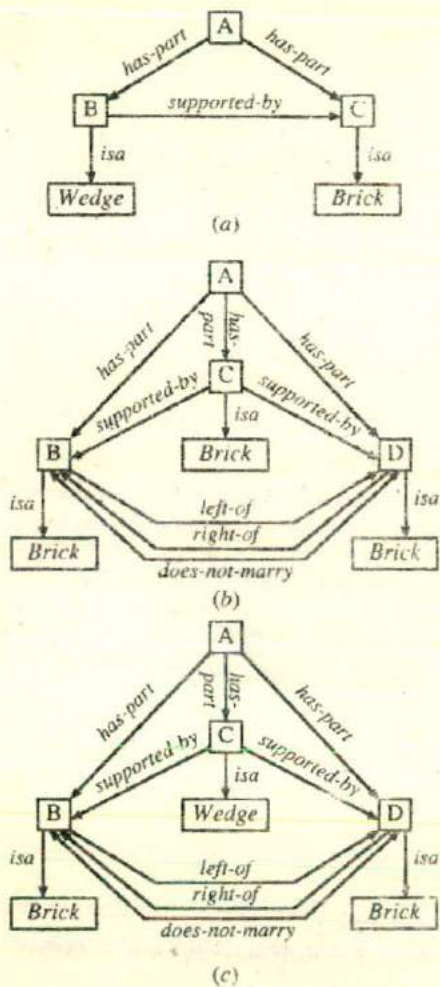 A
has-part has-part
B supported-by C
isa isa
Wedge Brick
(a)
A
has-part has-part has-part
C
supported-by supported-by
isa
B Brick D
isa isa
left-of
right-of
Brick does-not-marry Brick
(b)
A
has-part has-part has-part
C
supported-by supported-by
isa
B Wedge D
isa isa
left-of
right-of
Brick does-not-marry Brick
(c)